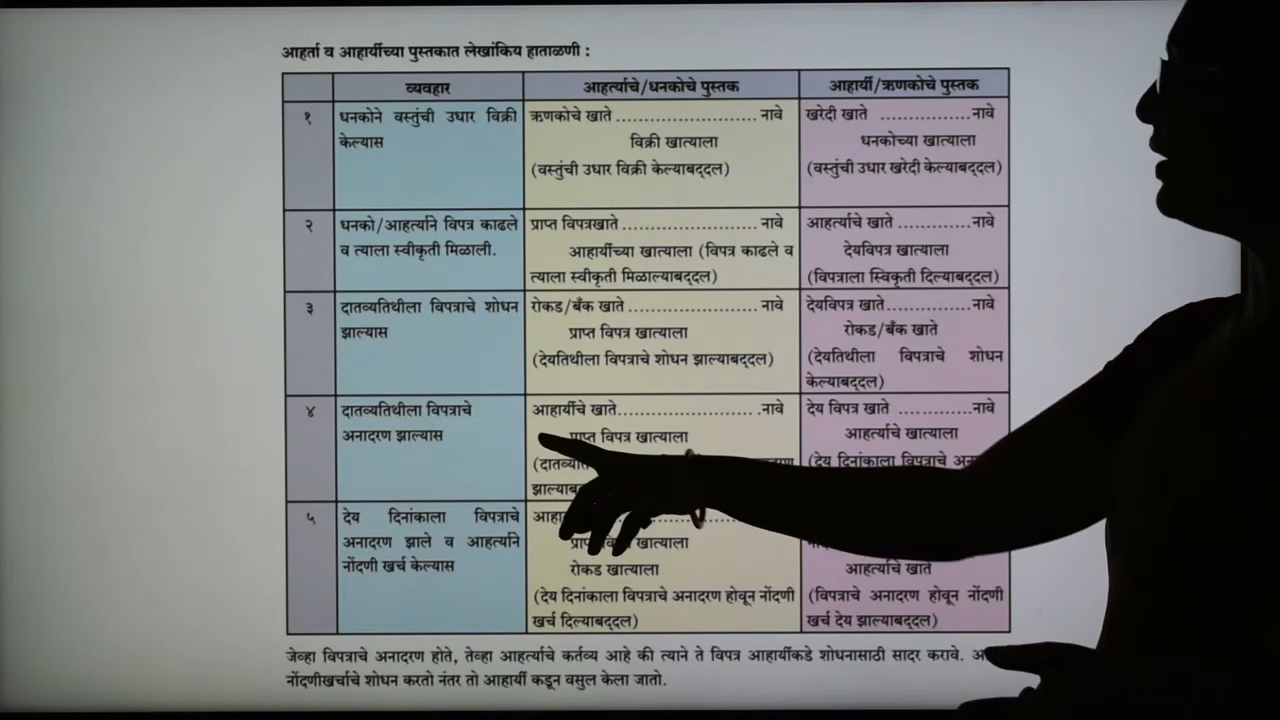 आहर्ता व आहार्यीच्या पुस्तकात लेखांकिय हाताळणी :
व्यवहार
आहर्त्याचे/धनकोचे पुस्तक
आहार्यी/ऋणकोचे पुस्तक
१
धनकोने वस्तुंची उधार विक्री
केल्यास
ऋणकोचे खाते ........................... नावे
विक्री खात्याला
(वस्तुंची उधार विक्री केल्याबद्‌दल)
खरेदी खाते .................नावे
धनकोच्या खात्याला
(वस्तुंची उधार खरेदी केल्याबद्‌दल)
२
धनको/आहर्त्याने विपत्र काढले
व त्याला स्वीकृती मिळाली.
प्राप्त विपत्रखाते ......................... नावे
आहार्यीच्या खात्याला (विपत्र काढले व
त्याला स्वीकृती मिळाल्याबद्‌दल)
आहर्त्याचे खाते .............नावे
देयविपत्र खात्याला
(विपत्राला स्विकृती दिल्याबद्‌दल)
३
दातव्यतिथीला विपत्राचे शोधन
झाल्यास
रोकड/बँक खाते ......................... नावे
प्राप्त विपत्र खात्याला
(देयतिथीला विपत्राचे शोधन झाल्याबद्‌दल)
देयविपत्र खाते................नावे
रोकड/बँक खाते
(देयतिथीला विपत्राचे शोधन
केल्याबद्‌दल)
४
दातव्यतिथीला विपत्राचे
अनादरण झाल्यास
आहार्यीचे खाते.......................... .नावे
प्राप्त विपत्र खात्याला
देय विपत्र खाते ..............नावे
आहर्त्याचे खात्याला
(देय दिनांकाला विपत्राचे
५
देय दिनांकाला विपत्राचे
अनादरण झाले व आहर्त्याने
नोंदणी खर्च केल्यास
खात्याला
रोकड खात्याला
(देय दिनांकाला विपत्राचे अनादरण होवून नोंदणी
खर्च दिल्याबद्‌दल)
आहर्त्याचे खाते
(विपत्राचे अनादरण होवून नोंदणी
खर्च देय झाल्याबद्‌दल)
जेव्हा विपत्राचे अनादरण होते, तेव्हा आहर्त्याचे कर्तव्य आहे की त्याने ते विपत्र आहार्यीकडे शोधनासाठी सादर करावे.
नोंदणीखर्चाचे शोधन करतो नंतर तो आहार्यी कडून वसुल केला जातो.